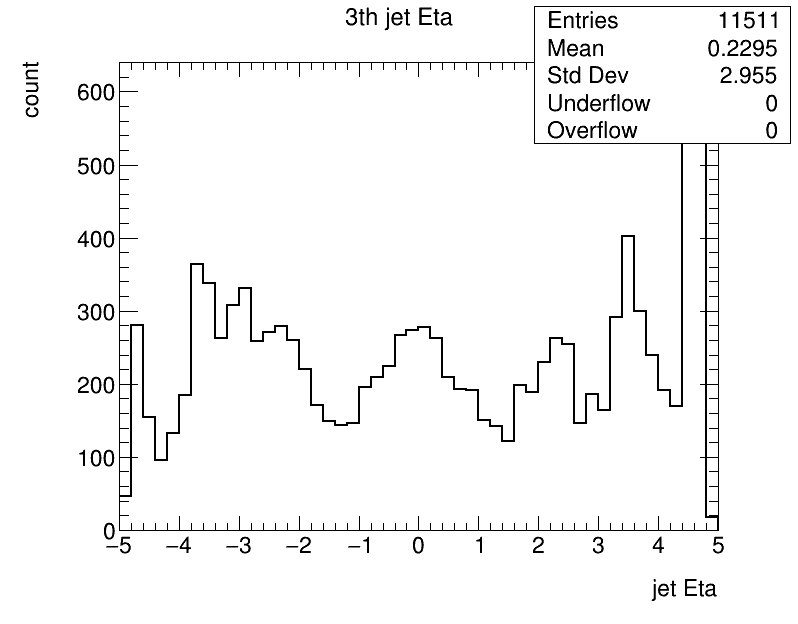 3th jet Eta
Entries 11511
Mean 0.2295
Std Dev 2.955
Underflow 0
Overflow 0
count
600
500
400
300
200
100
0
−5 −4 −3 −2 −1 0 1 2 3 4 5
jet Eta